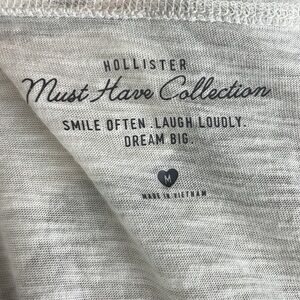 HOLLISTER
Must Have Collection
SMILE OFTEN. LAUGH LOUDLY.
DREAM BIG.
M
MADE IN VIETNAM